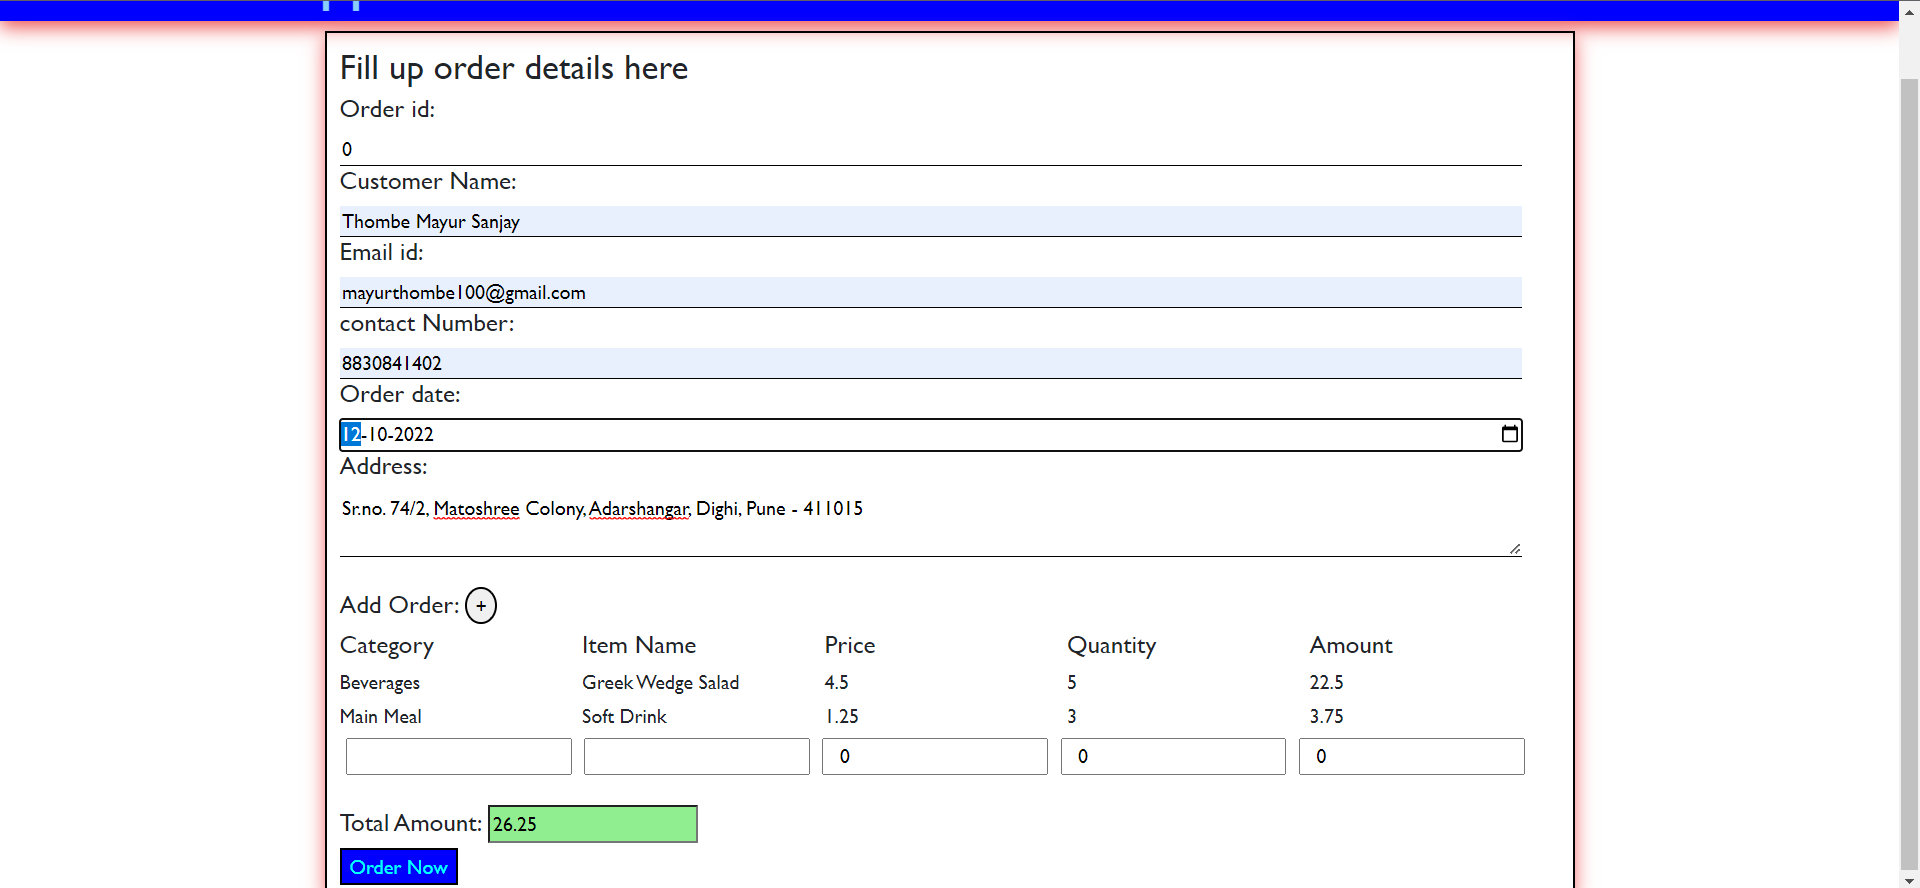 Fill up order details here
Order id:
0
Customer Name:
Thombe Mayur Sanjay
Email id:
mayurthombe100@gmail.com
contact Number:
8830841402
Order date:
12-10-2022
Address:
Sr.no. 74/2, Matoshree Colony, Adarshangar, Dighi, Pune - 411015
Add Order: +
Category Item Name Price Quantity Amount
Beverages Greek Wedge Salad 4.5 5 22.5
Main Meal Soft Drink 1.25 3 3.75
0 0 0
Total Amount: 26.25
Order Now